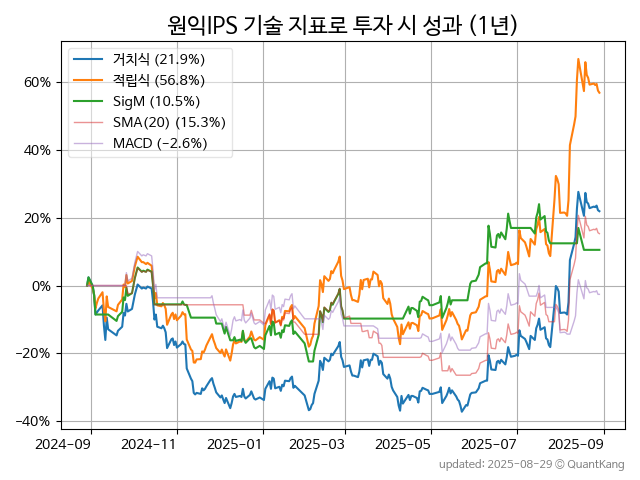 원익IPS 기술 지표로 투자 시 성과 (1년)
거치식 (21.9%)
적립식 (56.8%)
SigM (10.5%)
SMA(20) (15.3%)
MACD (−2.6%)
60%
40%
20%
0%
−20%
−40%
2024-09 2024-11 2025-01 2025-03 2025-05 2025-07 2025-09
updated: 2025-08-29 © QuantKang